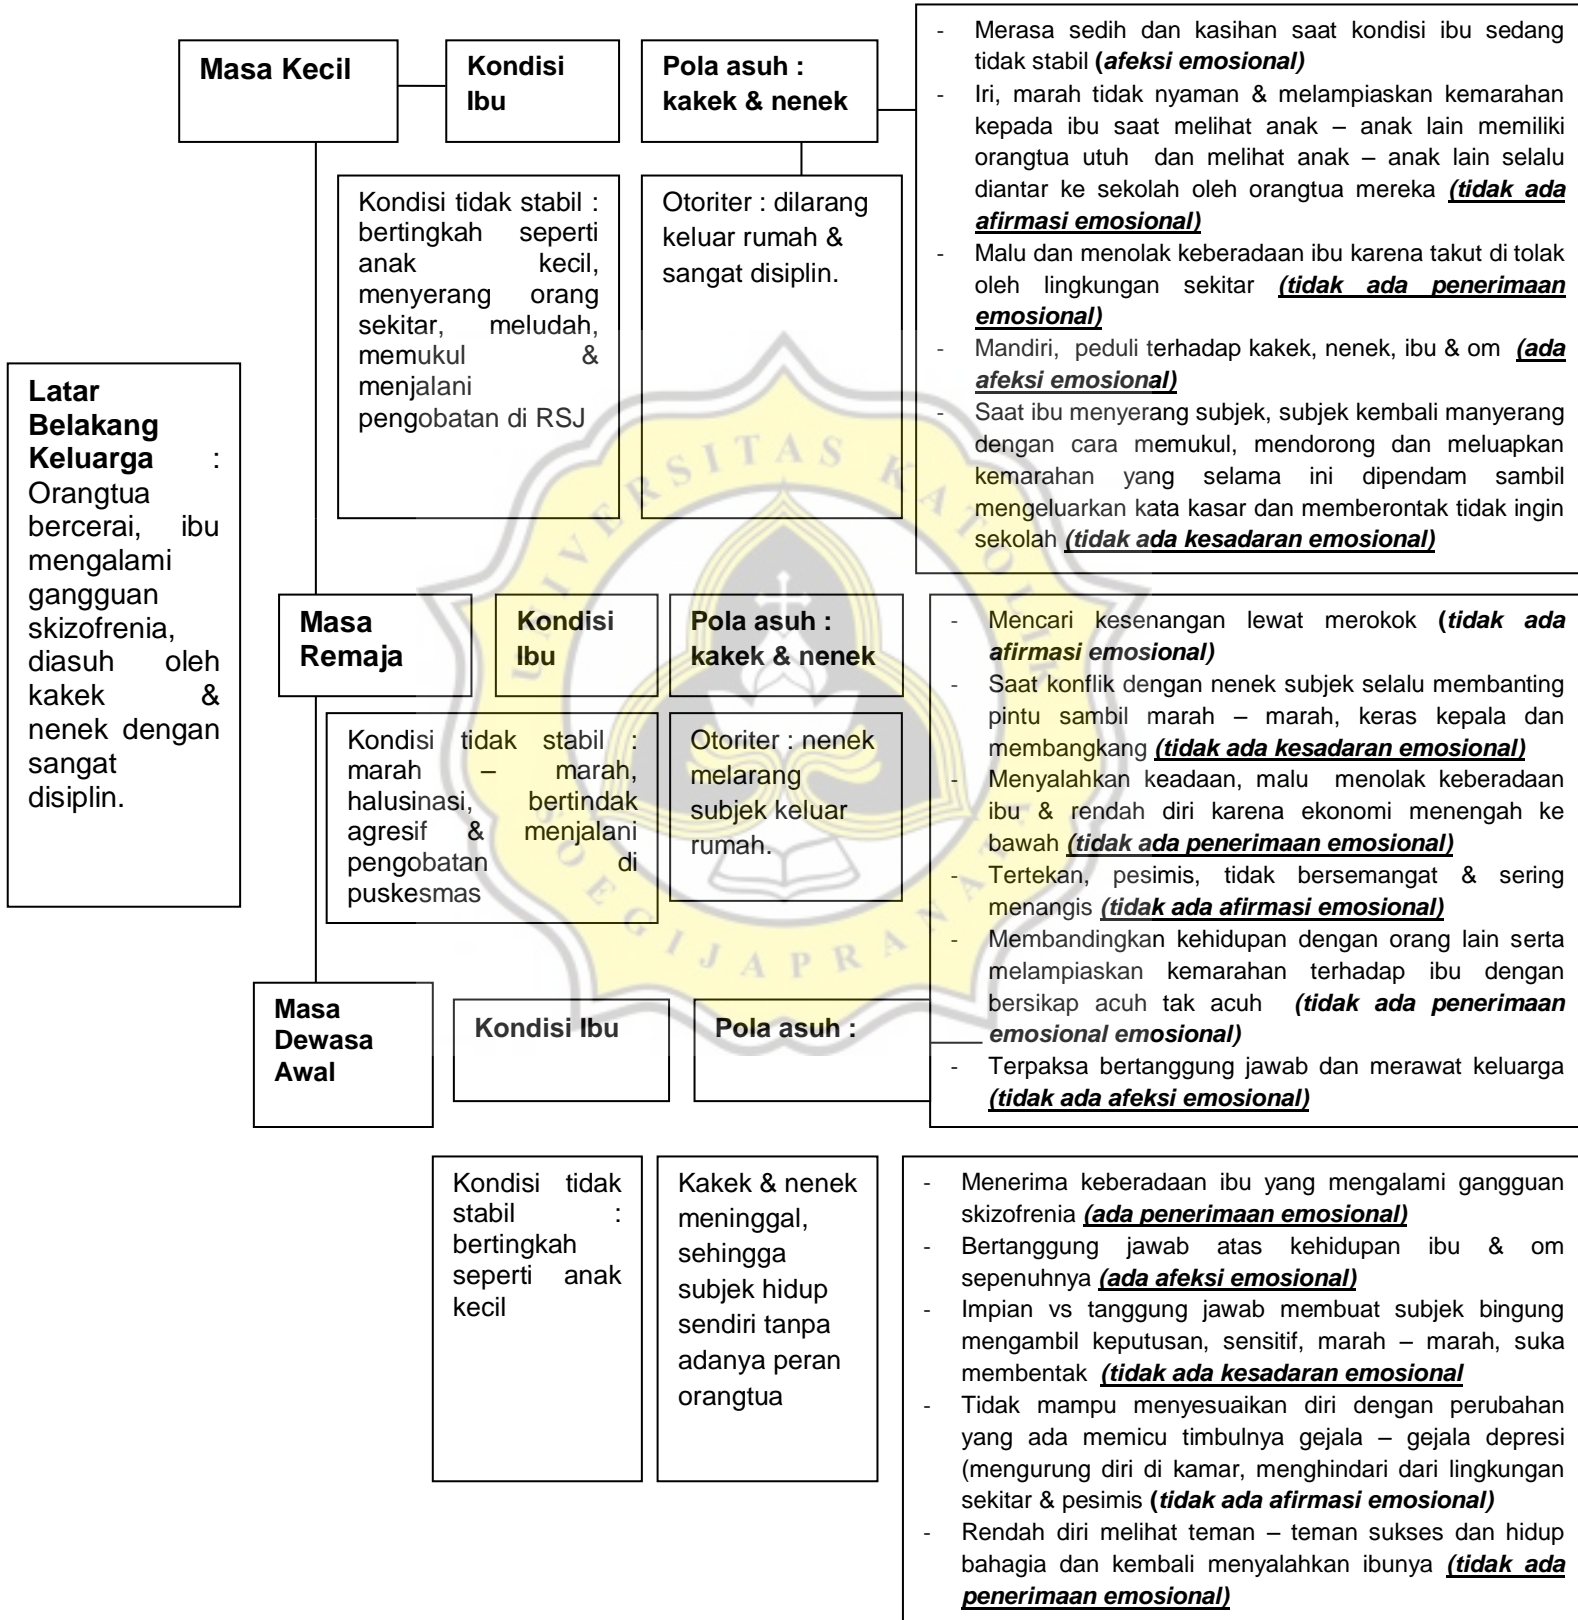 Masa Kecil
Kondisi
Ibu
Pola asuh :
kakek & nenek
- Merasa sedih dan kasihan saat kondisi ibu sedang
tidak stabil (afeksi emosional)
- Iri, marah tidak nyaman & melampiaskan kemarahan
kepada ibu saat melihat anak – anak lain memiliki
orangtua utuh dan melihat anak – anak lain selalu
diantar ke sekolah oleh orangtua mereka (tidak ada
afirmasi emosional)
- Malu dan menolak keberadaan ibu karena takut di tolak
oleh lingkungan sekitar (tidak ada penerimaan
emosional)
- Mandiri, peduli terhadap kakek, nenek, ibu & om (ada
afeksi emosional)
- Saat ibu menyerang subjek, subjek kembali manyerang
dengan cara memukul, mendorong dan meluapkan
kemarahan yang selama ini dipendam sambil
mengeluarkan kata kasar dan memberontak tidak ingin
sekolah (tidak ada kesadaran emosional)
Kondisi tidak stabil :
bertingkah seperti
anak kecil,
menyerang orang
sekitar, meludah,
memukul &
menjalani
pengobatan di RSJ
Otoriter : dilarang
keluar rumah &
sangat disiplin.
Latar
Belakang
Keluarga :
Orangtua
bercerai, ibu
mengalami
gangguan
skizofrenia,
diasuh oleh
kakek &
nenek dengan
sangat
disiplin.
UNIVERSITAS KATOLIK
SOEGIJAPRANATA
Masa
Remaja
Kondisi
Ibu
Pola asuh :
kakek & nenek
- Mencari kesenangan lewat merokok (tidak ada
afirmasi emosional)
- Saat konflik dengan nenek subjek selalu membanting
pintu sambil marah – marah, keras kepala dan
membangkang (tidak ada kesadaran emosional)
- Menyalahkan keadaan, malu menolak keberadaan
ibu & rendah diri karena ekonomi menengah ke
bawah (tidak ada penerimaan emosional)
- Tertekan, pesimis, tidak bersemangat & sering
menangis (tidak ada afirmasi emosional)
- Membandingkan kehidupan dengan orang lain serta
melampiaskan kemarahan terhadap ibu dengan
bersikap acuh tak acuh (tidak ada penerimaan
emosional emosional)
- Terpaksa bertanggung jawab dan merawat keluarga
(tidak ada afeksi emosional)
Kondisi tidak stabil :
marah – marah,
halusinasi, bertindak
agresif & menjalani
pengobatan di
puskesmas
Otoriter : nenek
melarang
subjek keluar
rumah.
Masa
Dewasa
Awal
Kondisi Ibu
Pola asuh :
Kondisi tidak
stabil :
bertingkah
seperti anak
kecil
Kakek & nenek
meninggal,
sehingga
subjek hidup
sendiri tanpa
adanya peran
orangtua
- Menerima keberadaan ibu yang mengalami gangguan
skizofrenia (ada penerimaan emosional)
- Bertanggung jawab atas kehidupan ibu & om
sepenuhnya (ada afeksi emosional)
- Impian vs tanggung jawab membuat subjek bingung
mengambil keputusan, sensitif, marah – marah, suka
membentak (tidak ada kesadaran emosional
- Tidak mampu menyesuaikan diri dengan perubahan
yang ada memicu timbulnya gejala – gejala depresi
(mengurung diri di kamar, menghindari dari lingkungan
sekitar & pesimis (tidak ada afirmasi emosional)
- Rendah diri melihat teman – teman sukses dan hidup
bahagia dan kembali menyalahkan ibunya (tidak ada
penerimaan emosional)